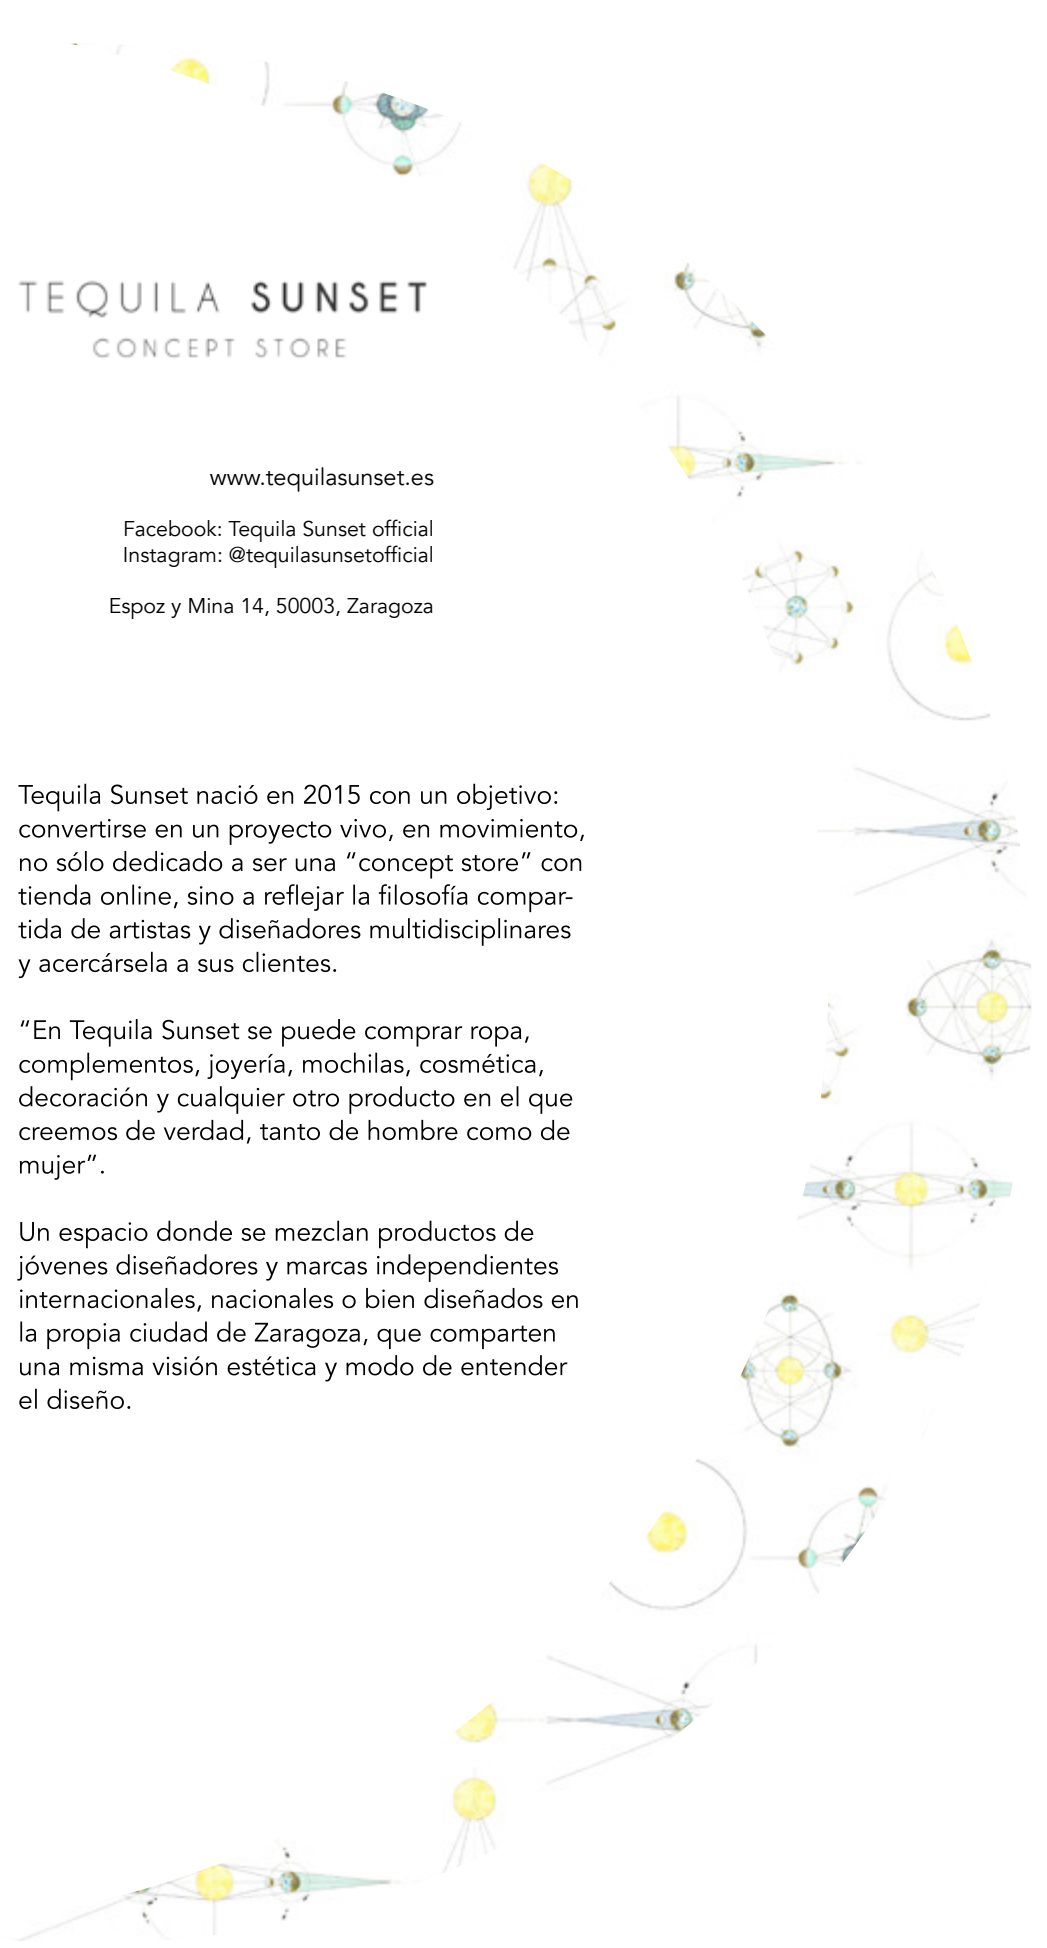 TEQUILA SUNSET
CONCEPT STORE
www.tequilasunset.es
Facebook: Tequila Sunset official
Instagram: @tequilasunsetofficial
Espoz y Mina 14, 50003, Zaragoza
Tequila Sunset nació en 2015 con un objetivo:
convertirse en un proyecto vivo, en movimiento,
no sólo dedicado a ser una “concept store” con
tienda online, sino a reflejar la filosofía compar-
tida de artistas y diseñadores multidisciplinares
y acercársela a sus clientes.
“En Tequila Sunset se puede comprar ropa,
complementos, joyería, mochilas, cosmética,
decoración y cualquier otro producto en el que
creemos de verdad, tanto de hombre como de
mujer”.
Un espacio donde se mezclan productos de
jóvenes diseñadores y marcas independientes
internacionales, nacionales o bien diseñados en
la propia ciudad de Zaragoza, que comparten
una misma visión estética y modo de entender
el diseño.